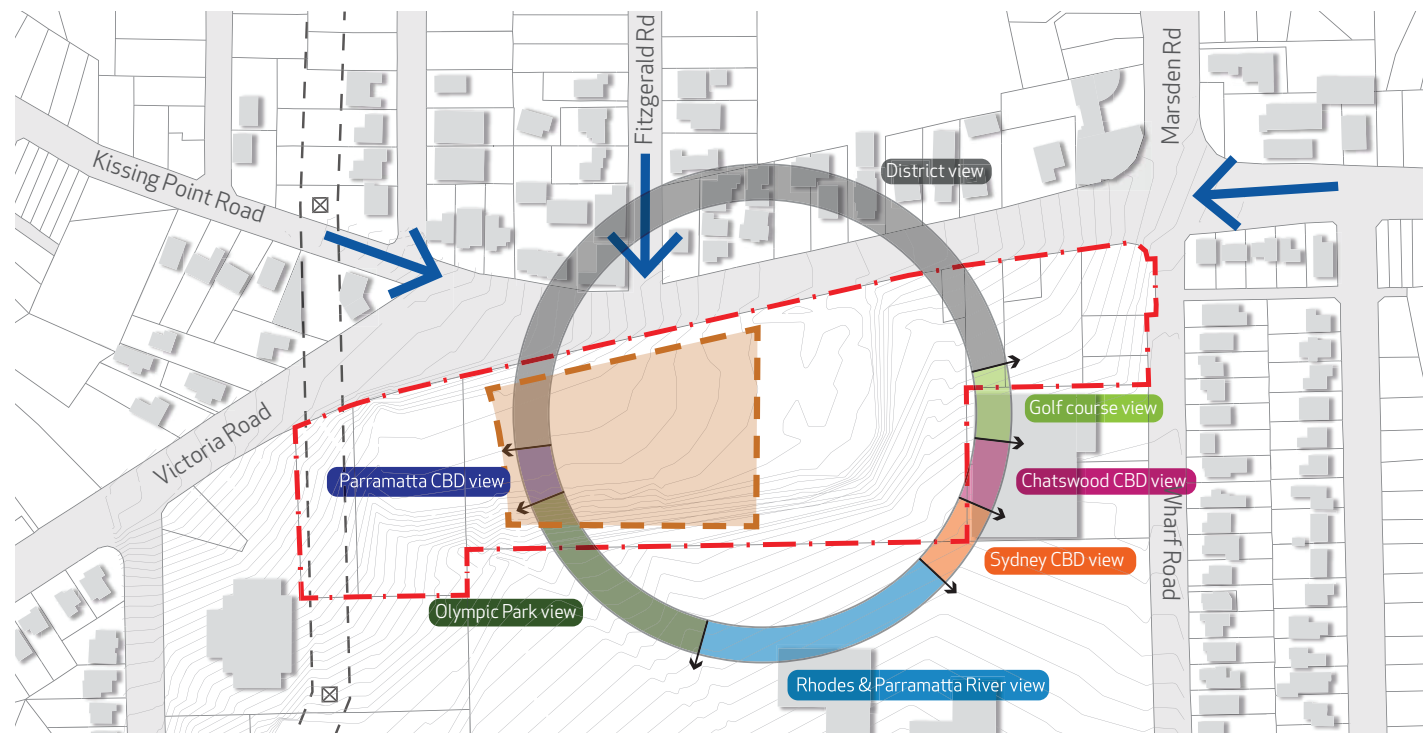 Fitzgerald Rd
Marsden Rd
Kissing Point Road
District view
Golf course view
Victoria Road
Parramatta CBD view
Chatswood CBD view
Wharf Road
Sydney CBD view
Olympic Park view
Rhodes & Parramatta River view